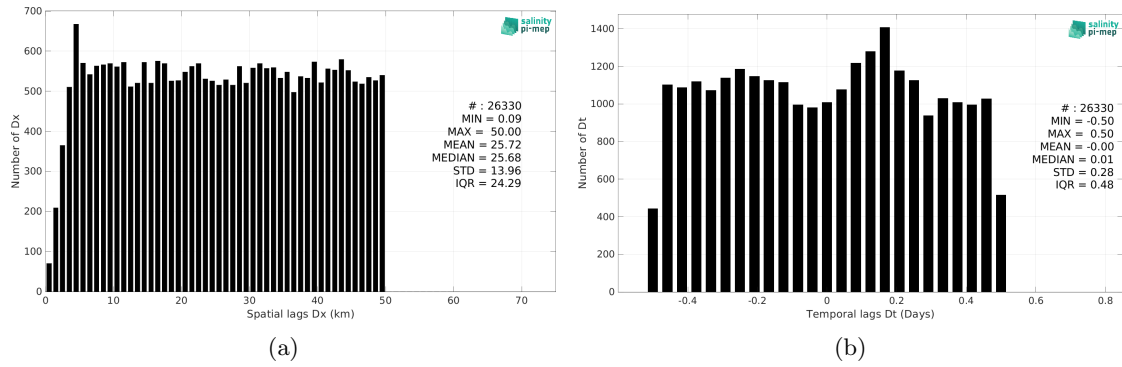 700
600
500
400
300
200
100
0
Number of Dx
0 10 20 30 40 50 60 70
Spatial lags Dx (km)
salinity
pi-mep
# : 26330
MIN = 0.09
MAX = 50.00
MEAN = 25.72
MEDIAN = 25.68
STD = 13.96
IQR = 24.29
(a)
1400
1200
1000
800
600
400
200
0
Number of Dt
-0.4 -0.2 0 0.2 0.4 0.6 0.8
Temporal lags Dt (Days)
salinity
pi-mep
# : 26330
MIN = -0.50
MAX = 0.50
MEAN = -0.00
MEDIAN = 0.01
STD = 0.28
IQR = 0.48
(b)